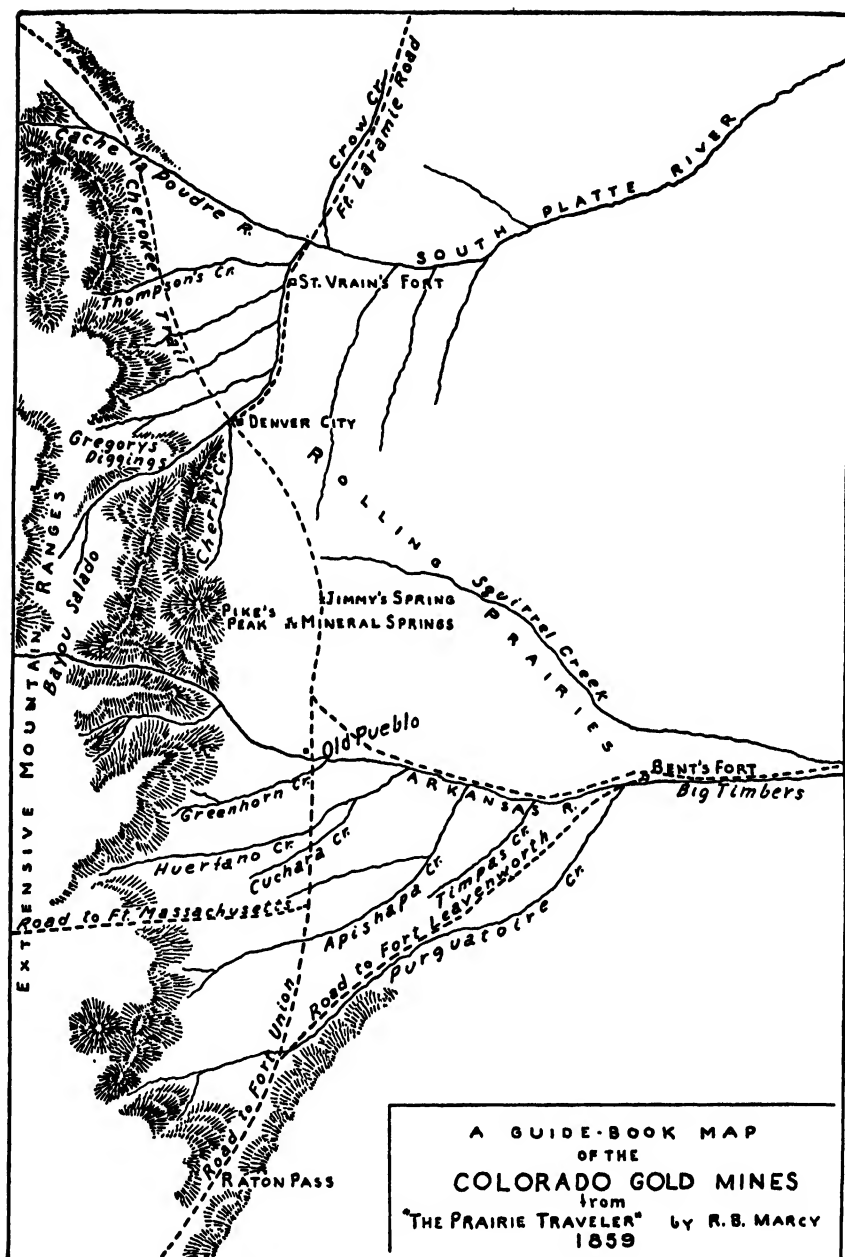 Crow Cr.
Ft. Laramie Road
Cache la Poudre R.
Cherokee Trail
SOUTH PLATTE RIVER
Thompson's Cr.
ST. VRAIN'S FORT
DENVER CITY
Gregorys
Diggings
Cherry Cr.
ROLLING PRAIRIES
Squirrel Creek
EXTENSIVE MOUNTAIN RANGES
Bayou Salado
JIMMY'S SPRING
PIKE'S
PEAK
MINERAL SPRINGS
Old Pueblo
BENT'S FORT
Big Timbers
ARKANSAS R.
Greenhorn Cr.
Huerfano Cr.
Cuchara Cr.
Timpas Cr.
Apishapa Cr.
Road to Ft. Massachusetts
Road to Fort Leavenworth
Purguatoire Cr.
Road to Fort Union
RATON PASS
A GUIDE-BOOK MAP
OF THE
COLORADO GOLD MINES
from
"THE PRAIRIE TRAVELER" by R.B. MARCY
1859